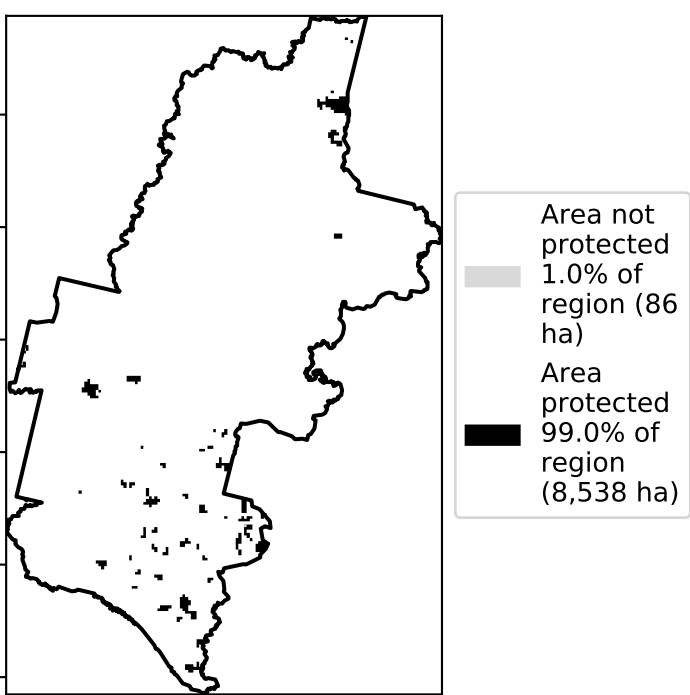 Area not
protected
1.0% of
region (86
ha)
Area
protected
99.0% of
region
(8,538 ha)